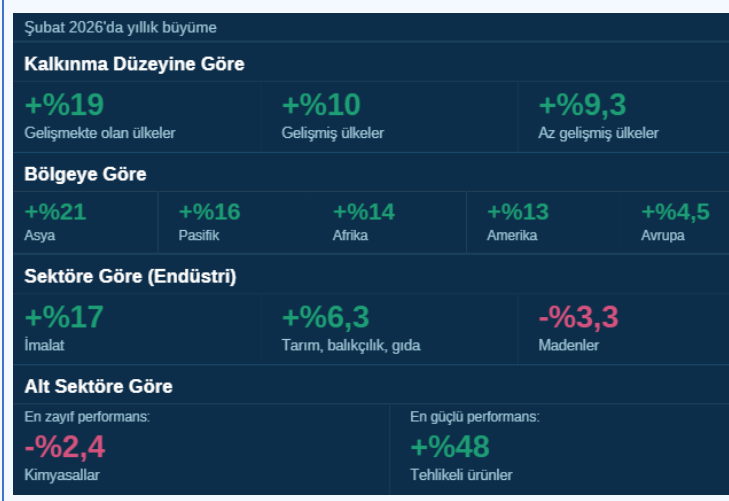 Şubat 2026'da yıllık büyüme
Kalkınma Düzeyine Göre
+%19 +%10 +%9,3
Gelişmekte olan ülkeler Gelişmiş ülkeler Az gelişmiş ülkeler
Bölgeye Göre
+%21 +%16 +%14 +%13 +%4,5
Asya Pasifik Afrika Amerika Avrupa
Sektöre Göre (Endüstri)
+%17 +%6,3 -%3,3
İmalat Tarım, balıkçılık, gıda Madenler
Alt Sektöre Göre
En zayıf performans: En güçlü performans:
-%2,4 +%48
Kimyasallar Tehlikeli ürünler